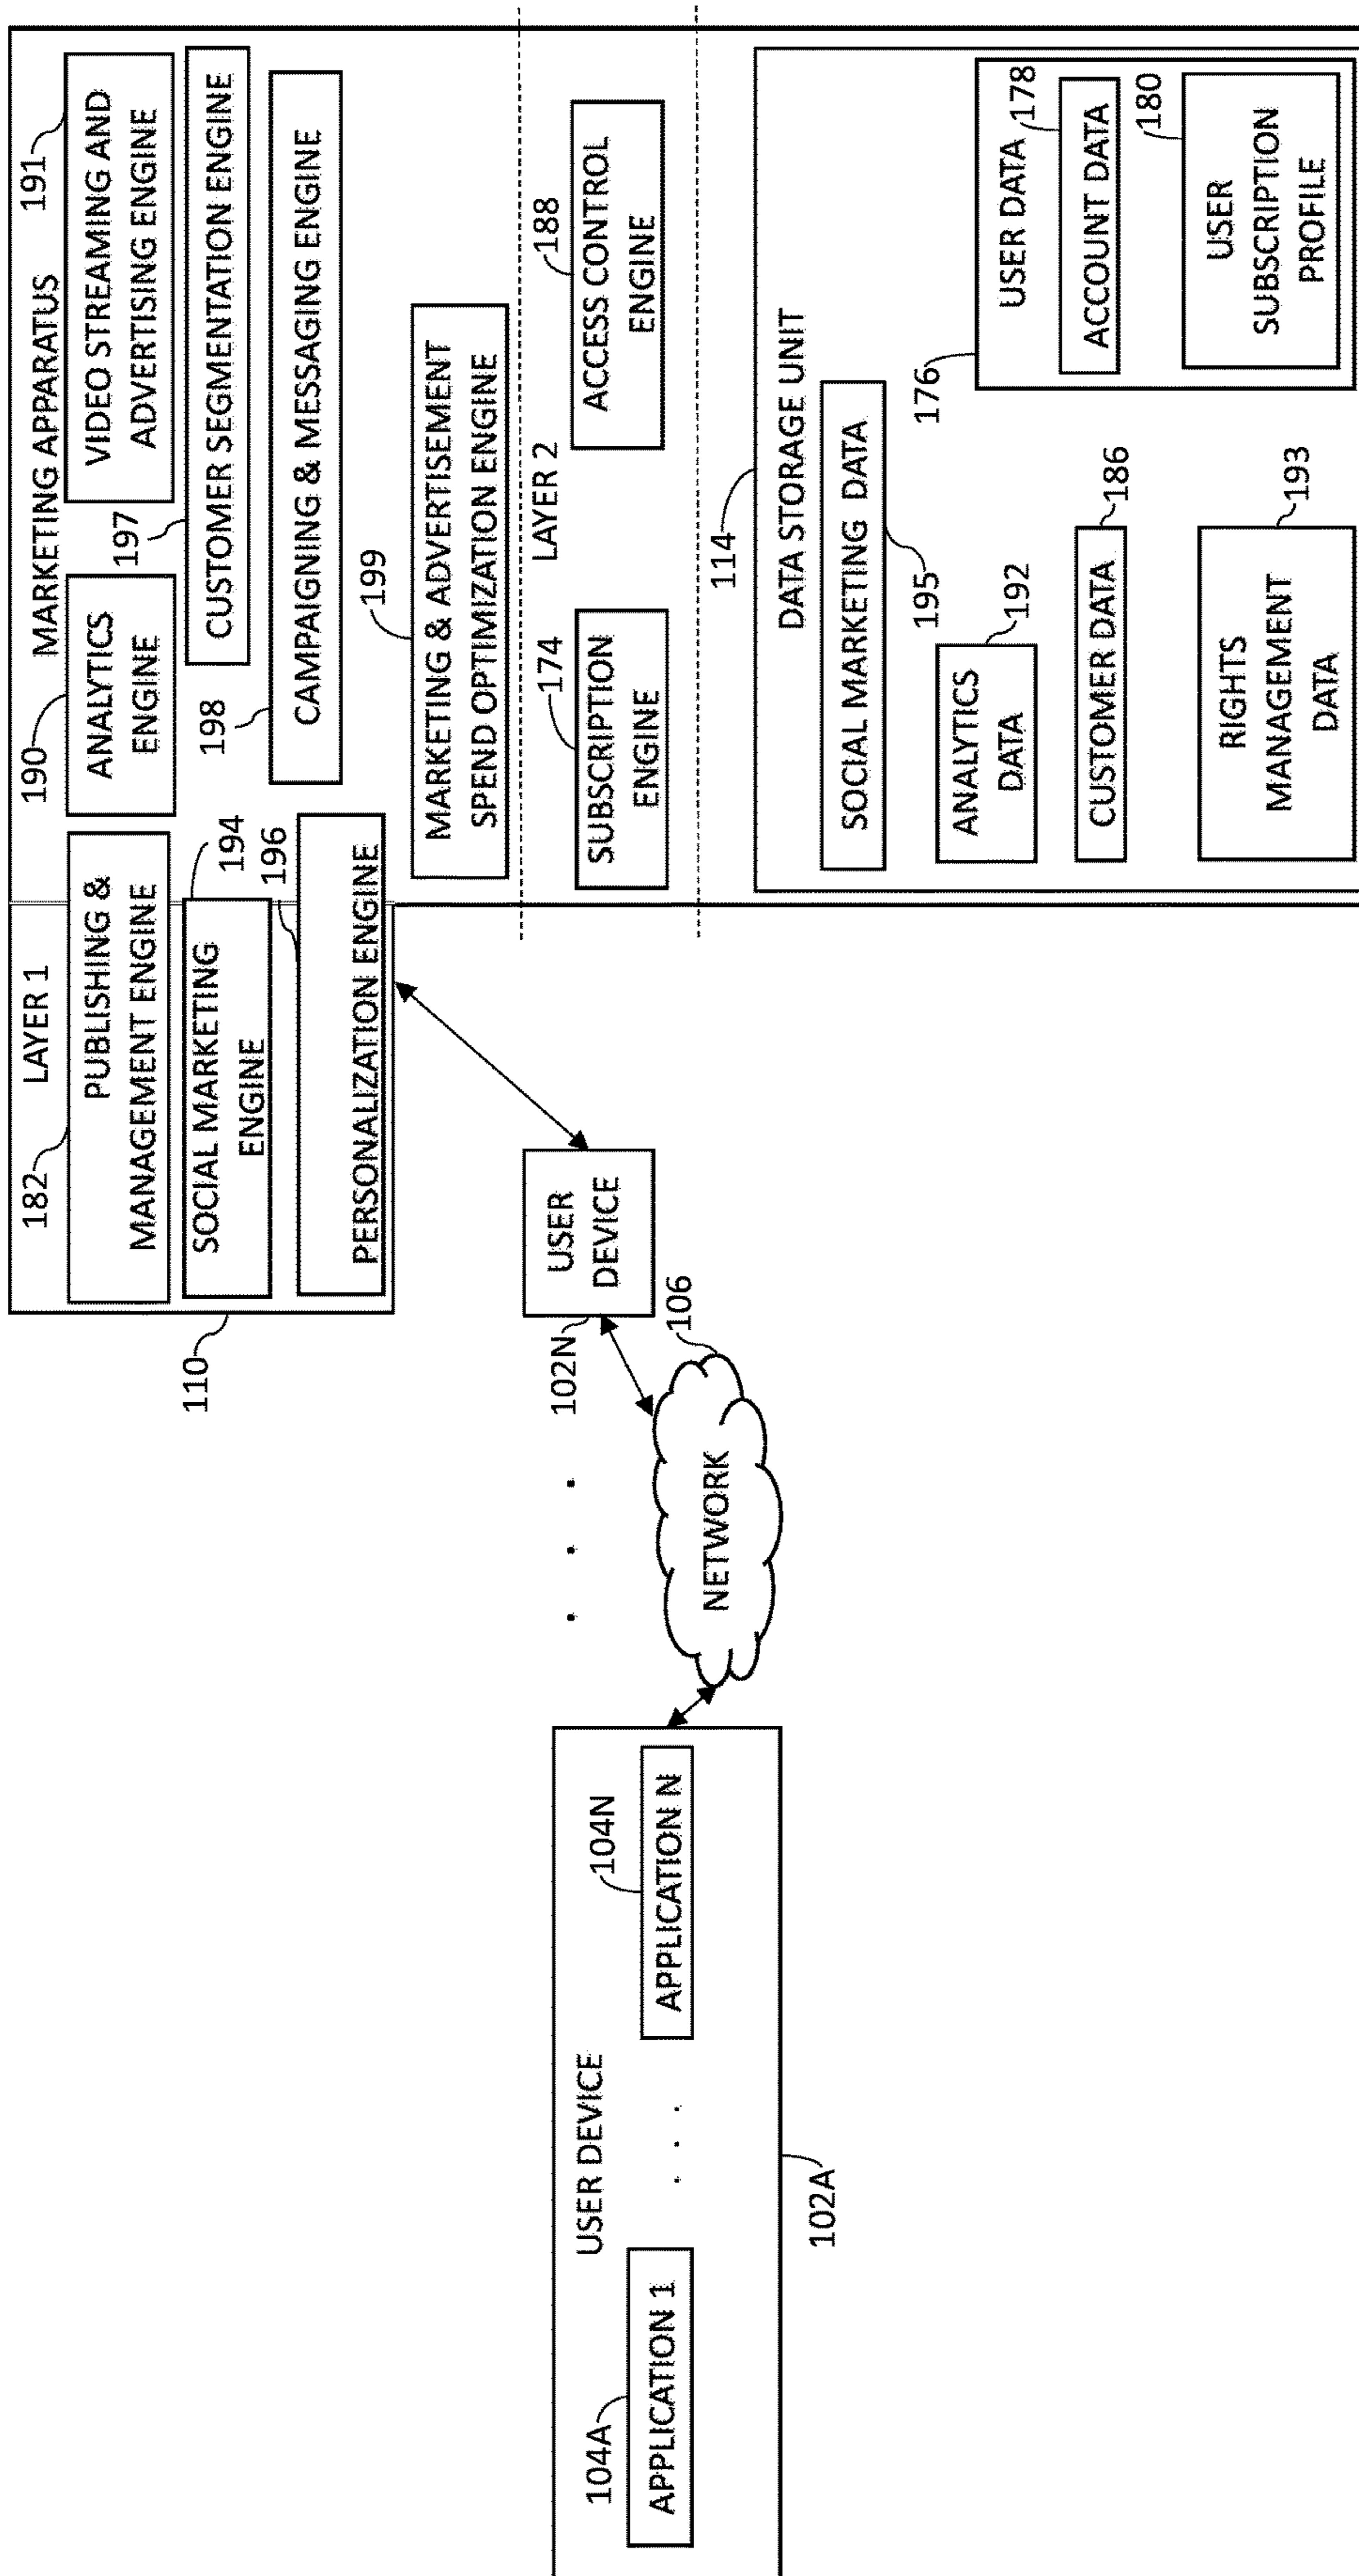 LAYER 1
MARKETING APPARATUS
182
PUBLISHING &
MANAGEMENT ENGINE
190
ANALYTICS
ENGINE
191
VIDEO STREAMING AND
ADVERTISING ENGINE
194
SOCIAL MARKETING
ENGINE
197
CUSTOMER SEGMENTATION ENGINE
110
196
PERSONALIZATION ENGINE
198
CAMPAIGNING & MESSAGING ENGINE
199
MARKETING & ADVERTISEMENT
SPEND OPTIMIZATION ENGINE
LAYER 2
174
SUBSCRIPTION
ENGINE
188
ACCESS CONTROL
ENGINE
USER
DEVICE
102N
. . .
106
NETWORK
USER DEVICE
104A
APPLICATION 1
. . .
104N
APPLICATION N
102A
114
DATA STORAGE UNIT
SOCIAL MARKETING DATA
195
192
ANALYTICS
DATA
176
USER DATA
178
ACCOUNT DATA
186
CUSTOMER DATA
180
USER
SUBSCRIPTION
PROFILE
193
RIGHTS
MANAGEMENT
DATA